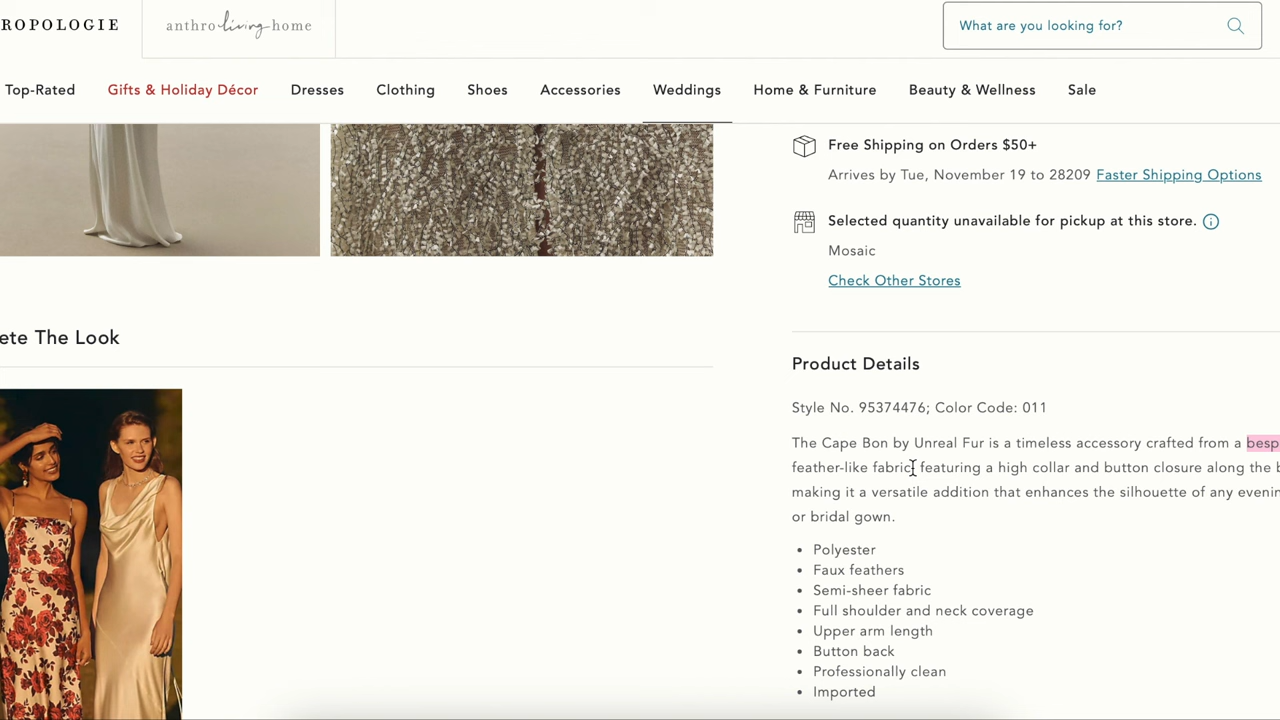 ROPOLOGIE
anthroliving home
What are you looking for?
Top-Rated Gifts & Holiday Décor Dresses Clothing Shoes Accessories Weddings Home & Furniture Beauty & Wellness Sale
Free Shipping on Orders $50+
Arrives by Tue, November 19 to 28209 Faster Shipping Options
Selected quantity unavailable for pickup at this store.
Mosaic
Check Other Stores
ete The Look
Product Details
Style No. 95374476; Color Code: 011
The Cape Bon by Unreal Fur is a timeless accessory crafted from a besp
feather-like fabric, featuring a high collar and button closure along the b
making it a versatile addition that enhances the silhouette of any evenin
or bridal gown.
• Polyester
• Faux feathers
• Semi-sheer fabric
• Full shoulder and neck coverage
• Upper arm length
• Button back
• Professionally clean
• Imported